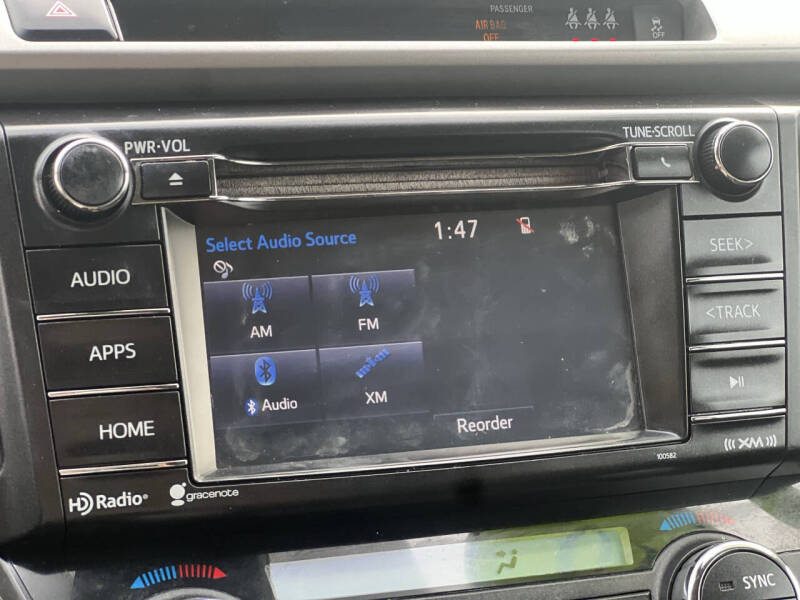 PASSENGER
AIR BAG
OFF
OFF
PWR·VOL
TUNE·SCROLL
Select Audio Source
1:47
AUDIO
APPS
HOME
AM
FM
Audio
XM
Reorder
SEEK>
<TRACK
XM
100582
HD Radio®
gracenote
SYNC